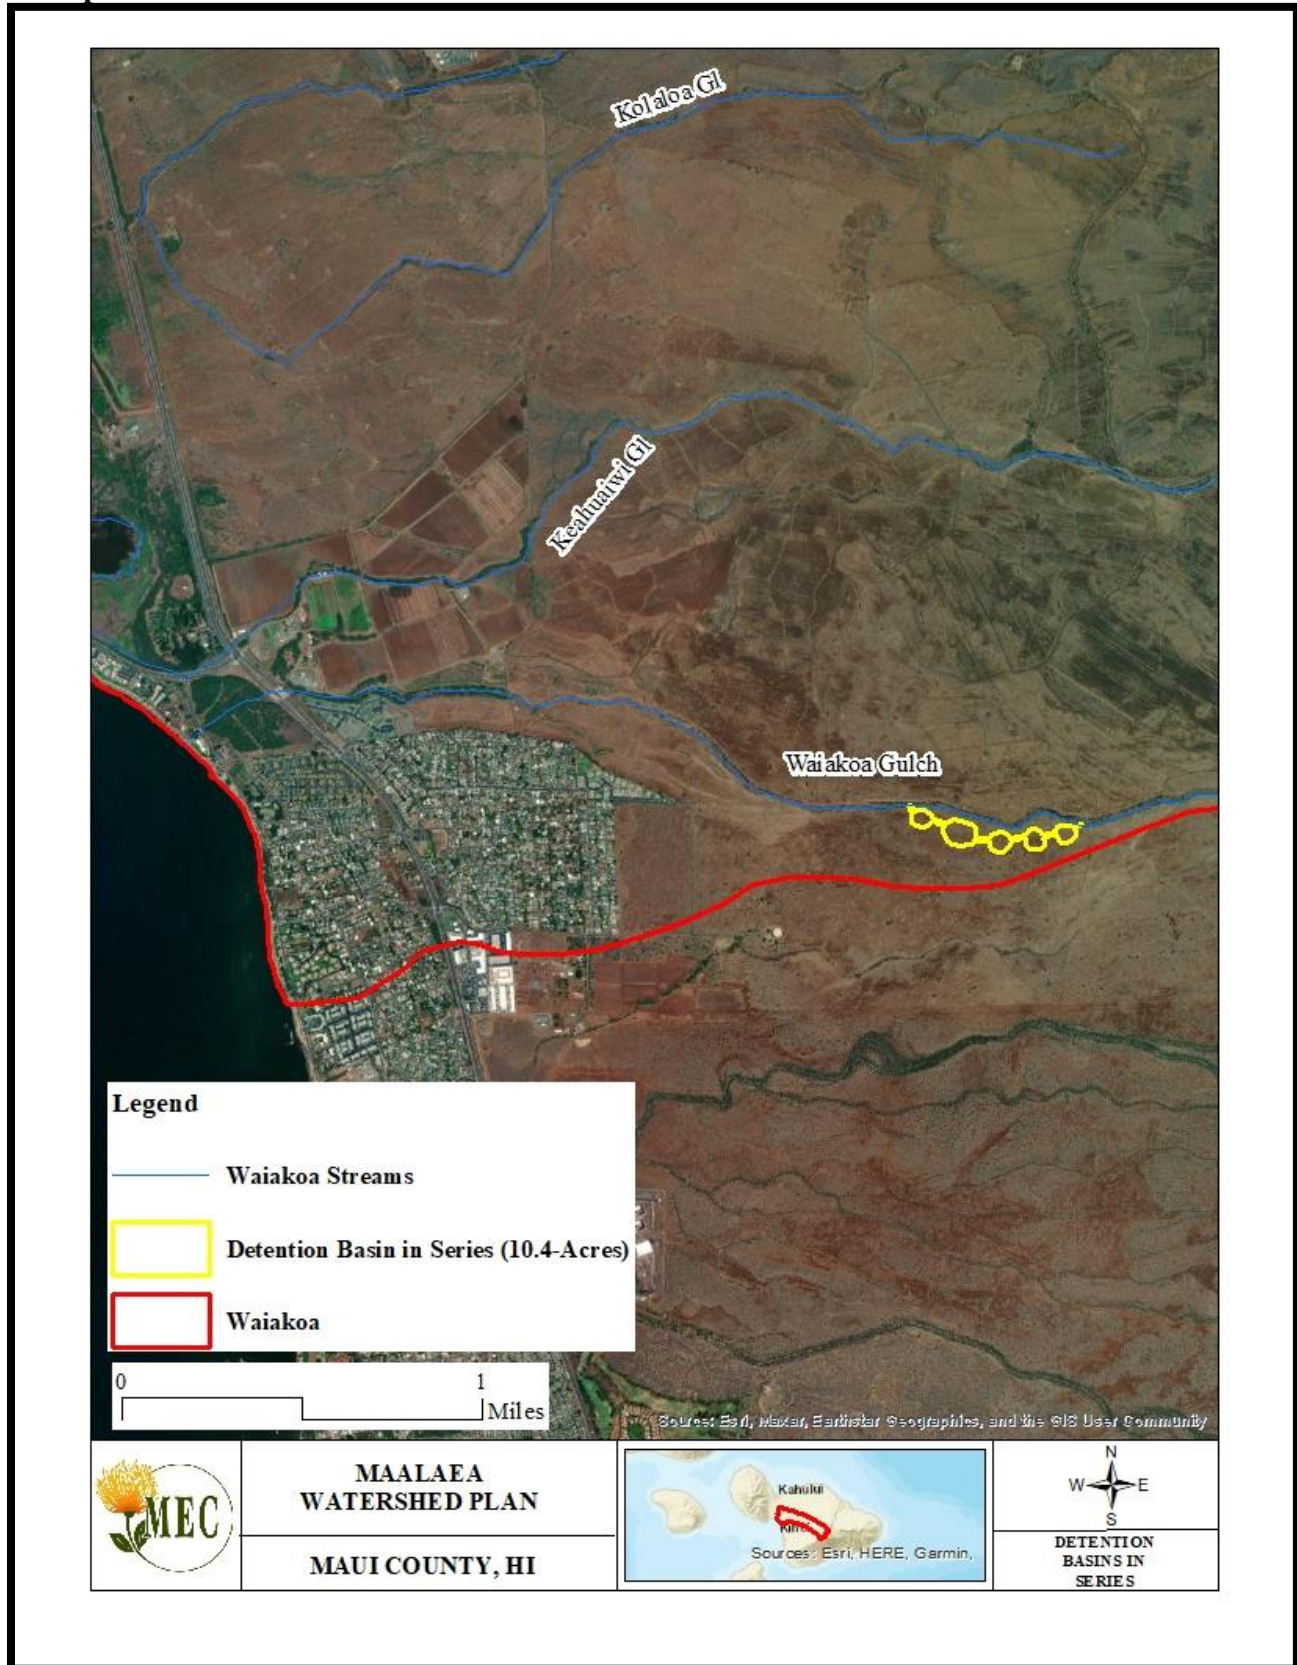 Kolaloa Gl
Keahuaiwi Gl
Waiakoa Gulch
Legend
Waiakoa Streams
Detention Basin in Series (10.4-Acres)
Waiakoa
0 1
Miles
Source: Esri, Maxar, Earthstar Geographics, and the GIS User Community
MEC
MAALAEA
WATERSHED PLAN
MAUI COUNTY, HI
Kahului
Sources: Esri, HERE, Garmin,
N
W E
S
DETENTION
BASINS IN
SERIES